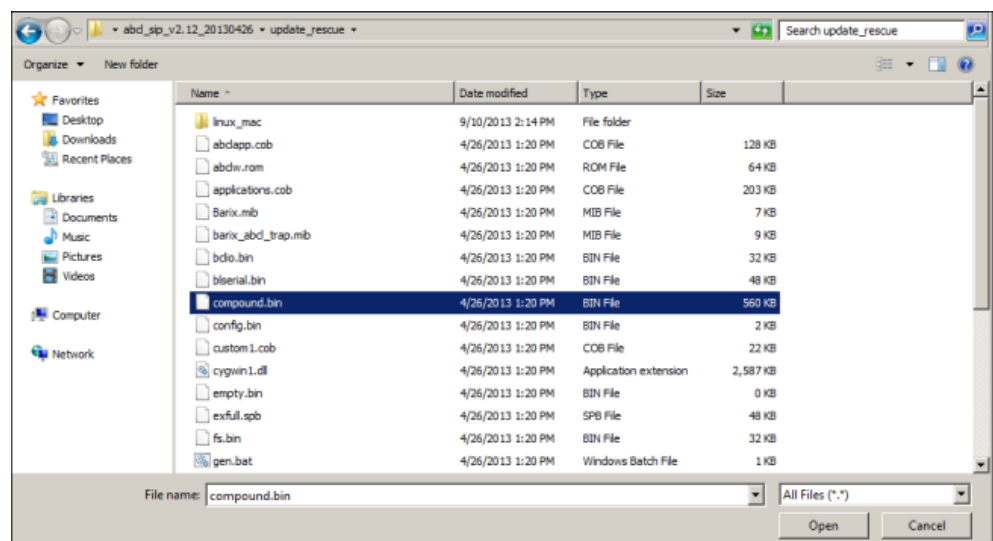 abcl_sip_v2.12_20130426 update_rescue Search update_rescue
Organize New folder
Favorites
Desktop
Downloads
Recent Places
Libraries
Documents
Music
Pictures
Videos
Computer
Network
Name Date modified Type Size
linux_mac 9/10/2013 2:14 PM File folder
abclapp.cob 4/26/2013 1:20 PM COB File 128 KB
abclw.rom 4/26/2013 1:20 PM ROM File 64 KB
applications.cob 4/26/2013 1:20 PM COB File 203 KB
Barix.mib 4/26/2013 1:20 PM MIB File 7 KB
barix_abcl_trap.mib 4/26/2013 1:20 PM MIB File 9 KB
bclio.bin 4/26/2013 1:20 PM BIN File 32 KB
blserial.bin 4/26/2013 1:20 PM BIN File 48 KB
compound.bin 4/26/2013 1:20 PM BIN File 560 KB
config.bin 4/26/2013 1:20 PM BIN File 2 KB
custom1.cob 4/26/2013 1:20 PM COB File 22 KB
cygwin1.dll 4/26/2013 1:20 PM Application extension 2,587 KB
empty.bin 4/26/2013 1:20 PM BIN File 0 KB
exfull.spb 4/26/2013 1:20 PM SPB File 48 KB
fs.bin 4/26/2013 1:20 PM BIN File 32 KB
gen.bat 4/26/2013 1:20 PM Windows Batch File 1 KB
File name: compound.bin All Files (*.*)
Open Cancel